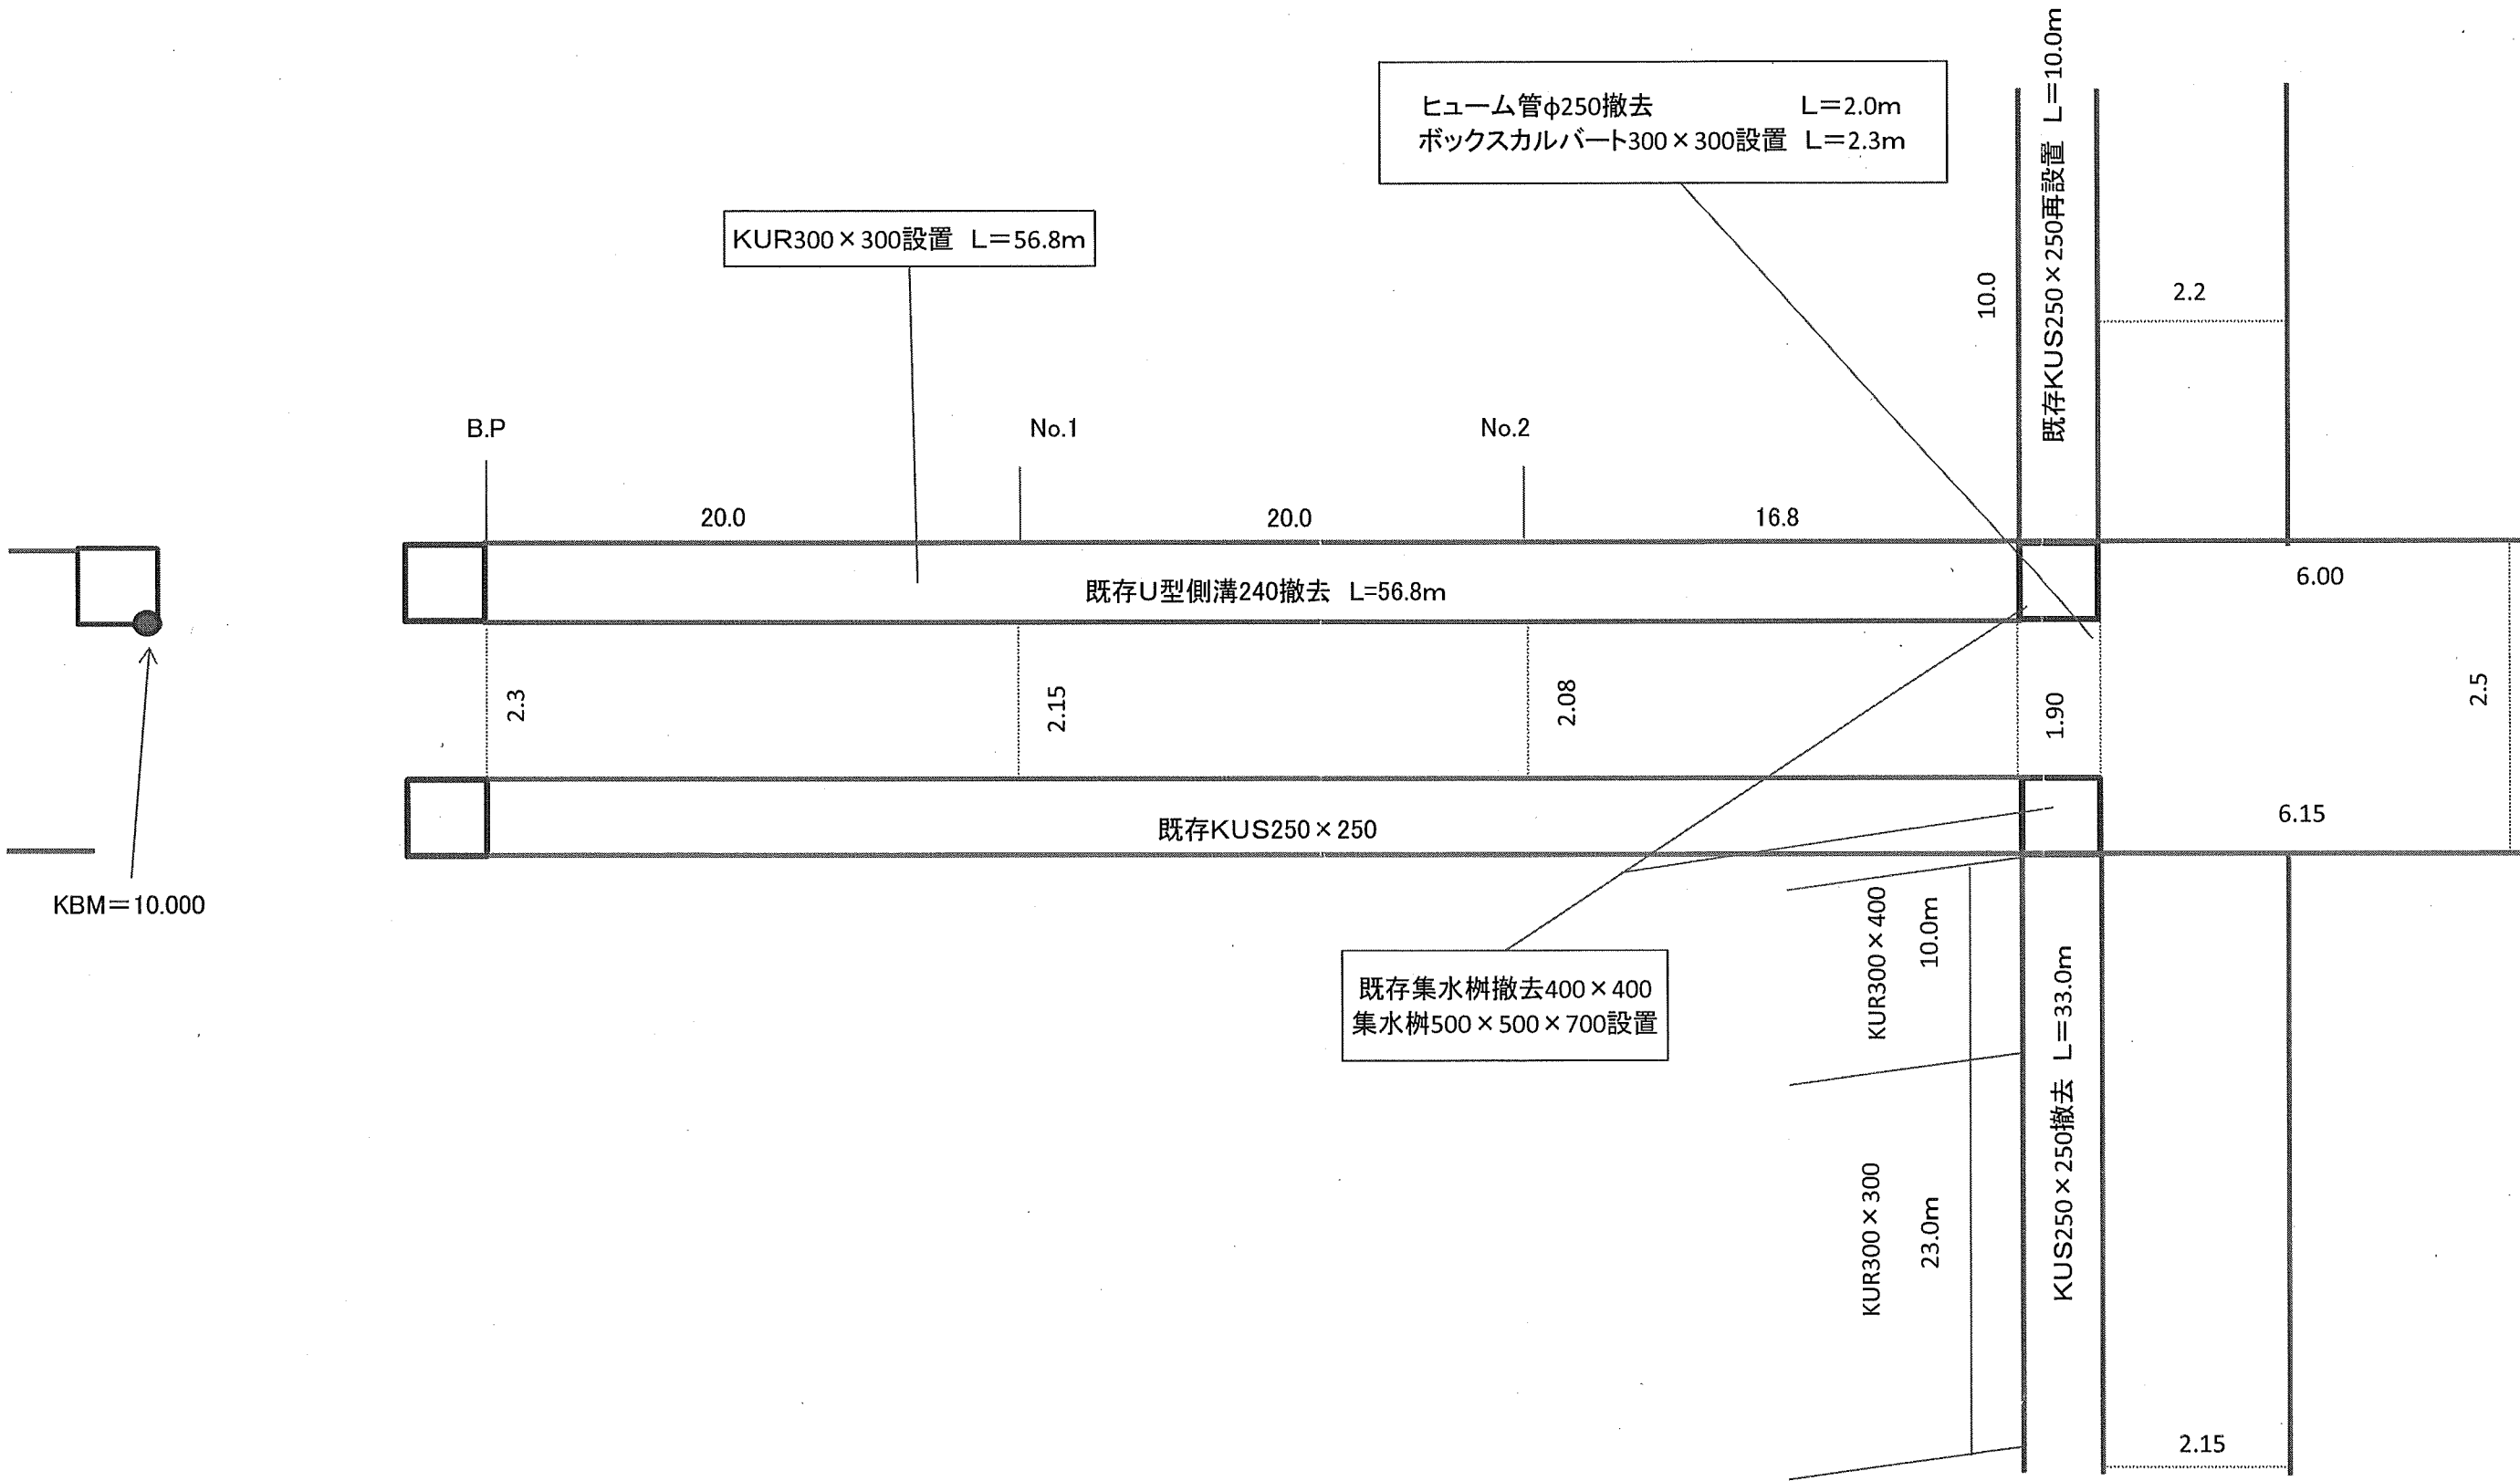 ヒューム管φ250撤去 L=2.0m
ボックスカルバート300×300設置 L=2.3m
KUR300×300設置 L=56.8m
既存KUS250×250再設置 L=10.0m
10.0
2.2
B.P
No.1
No.2
20.0
20.0
16.8
既存U型側溝240撤去 L=56.8m
6.00
2.3
2.15
2.08
1.90
2.5
既存KUS250×250
6.15
KBM=10.000
既存集水桝撤去400×400
集水桝500×500×700設置
KUR300×400
10.0m
KUS250×250撤去 L=33.0m
KUR300×300
23.0m
2.15